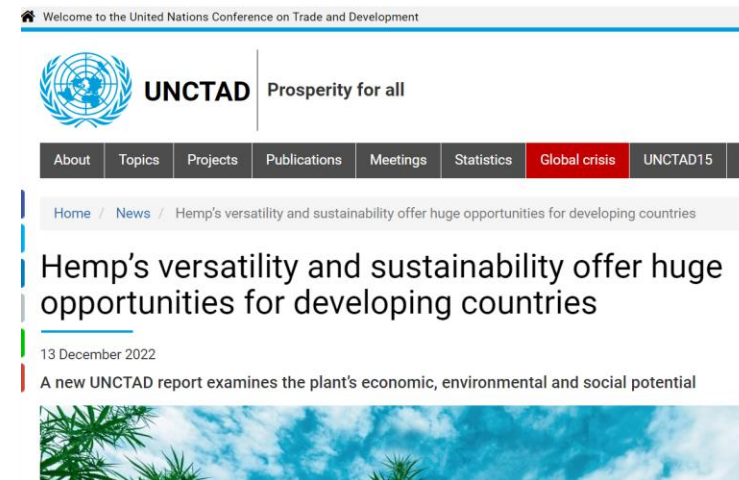 Welcome to the United Nations Conference on Trade and Development
UNCTAD
Prosperity for all
About Topics Projects Publications Meetings Statistics Global crisis UNCTAD15
Home / News / Hemp's versatility and sustainability offer huge opportunities for developing countries
Hemp's versatility and sustainability offer huge
opportunities for developing countries
13 December 2022
A new UNCTAD report examines the plant's economic, environmental and social potential